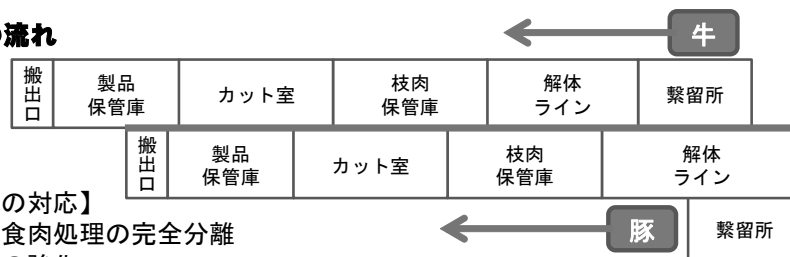 の流れ
牛
搬出口
製品
保管庫
カット室
枝肉
保管庫
解体
ライン
繋留所
搬出口
製品
保管庫
カット室
枝肉
保管庫
解体
ライン
の対応】
食肉処理の完全分離
豚
繋留所